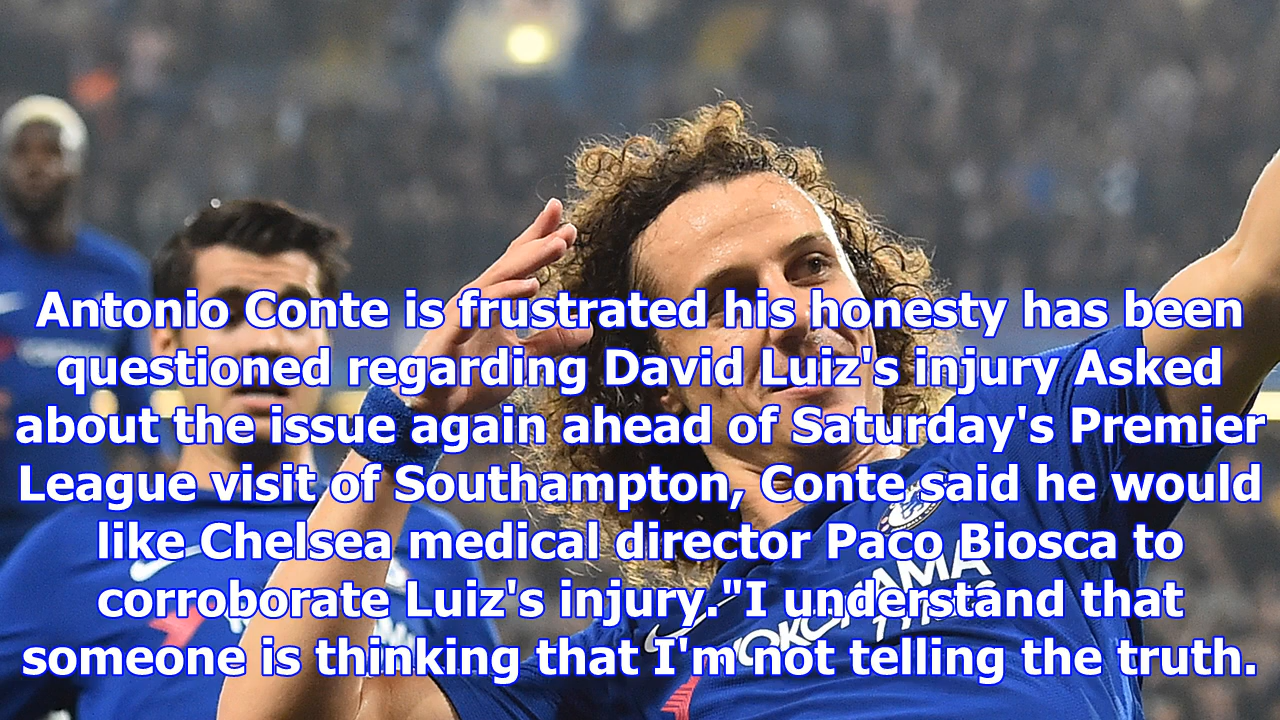 Antonio Conte is frustrated his honesty has been
questioned regarding David Luiz's injury Asked
about the issue again ahead of Saturday's Premier
League visit of Southampton, Conte said he would
like Chelsea medical director Paco Biosca to
corroborate Luiz's injury."I understand that
someone is thinking that I'm not telling the truth.
YOKOHAMA
TYRES